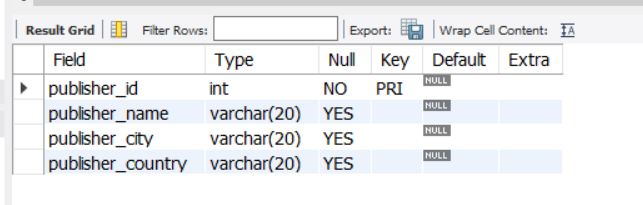 Result Grid Filter Rows: Export: Wrap Cell Content: IA
Field Type Null Key Default Extra
publisher_id int NO PRI NULL
publisher_name varchar(20) YES NULL
publisher_city varchar(20) YES NULL
publisher_country varchar(20) YES NULL